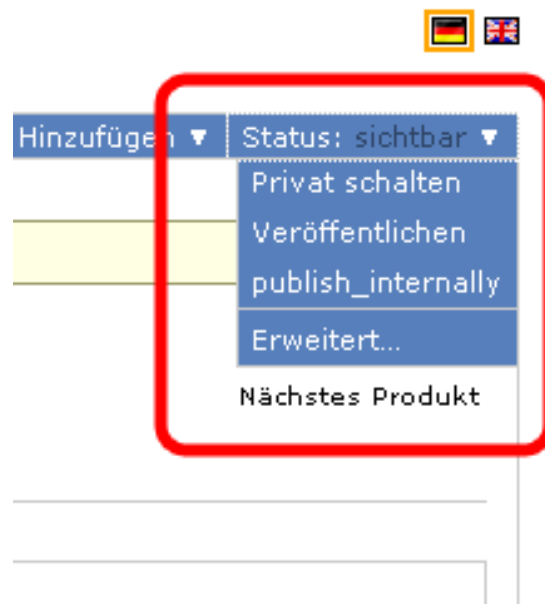 Hinzufügen ▼ Status: sichtbar ▼
Privat schalten
Veröffentlichen
publish_internally
Erweitert...
Nächstes Produkt